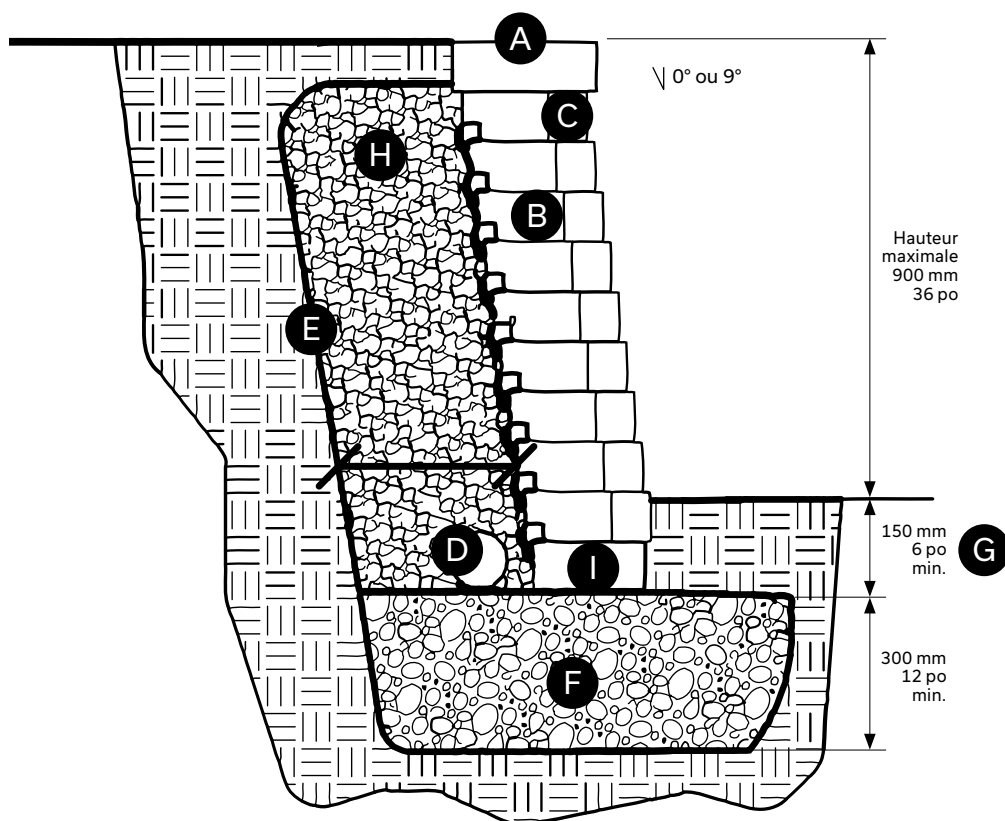 A
0° ou 9°
C
H
B
Hauteur
maximale
900 mm
36 po
E
150 mm
6 po
min.
D
G
I
300 mm
12 po
min.
F